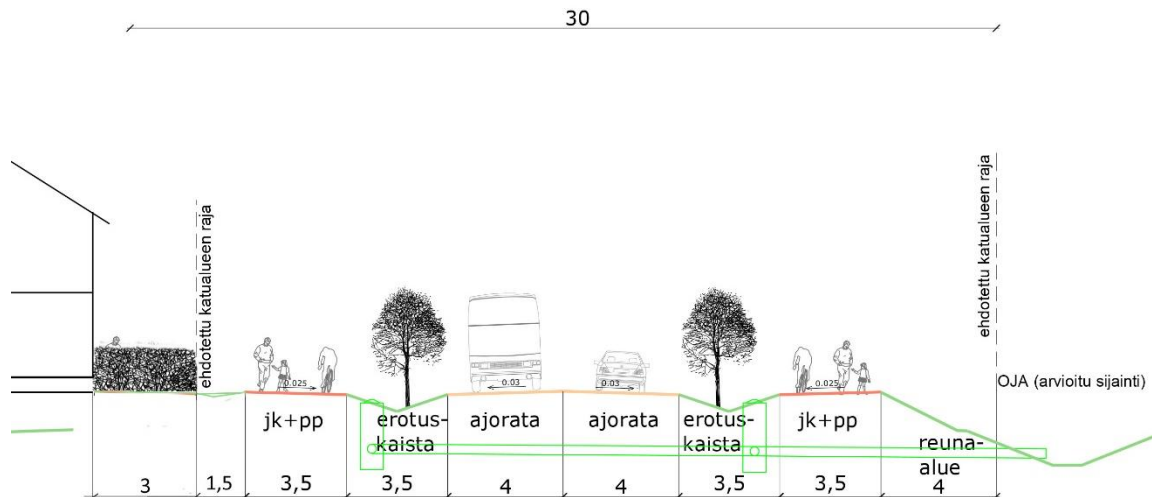 30
ehdotettu katualueen raja
ehdotettu katualueen raja
OJA (arvioitu sijainti)
0.025
0.03
0.03
0.025
jk+pp
erotus-
kaista
ajorata
ajorata
erotus-
kaista
jk+pp
reuna-
alue
3
1,5
3,5
3,5
4
4
3,5
3,5
4